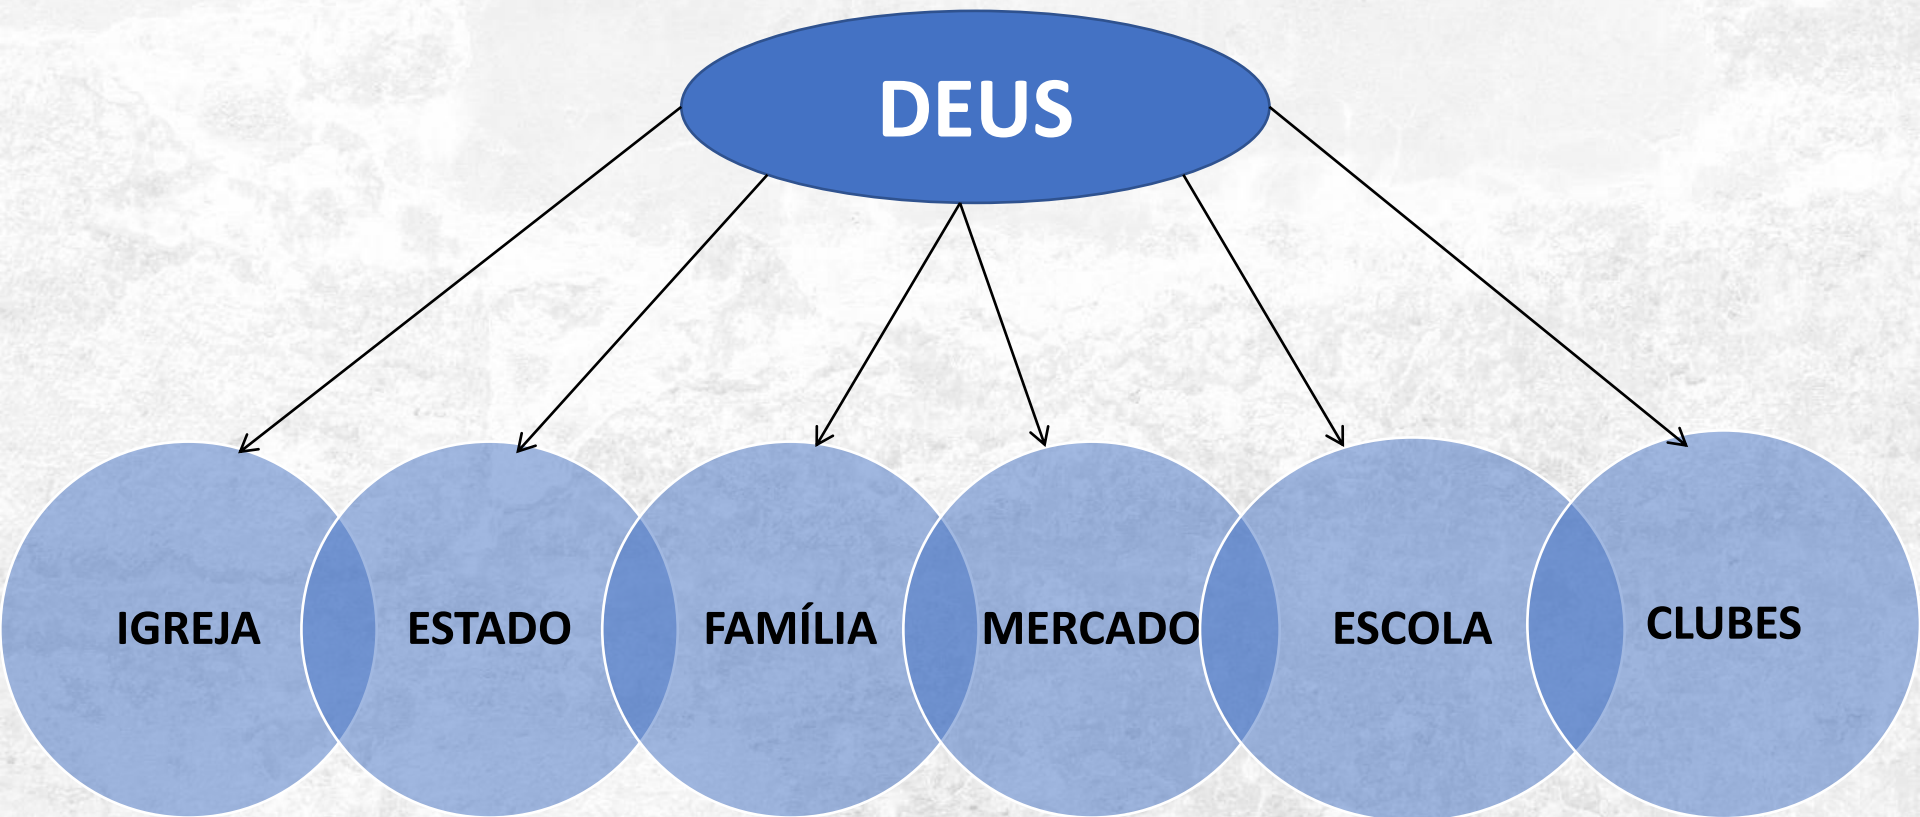 DEUS
IGREJA
ESTADO
FAMÍLIA
MERCADO
ESCOLA
CLUBES